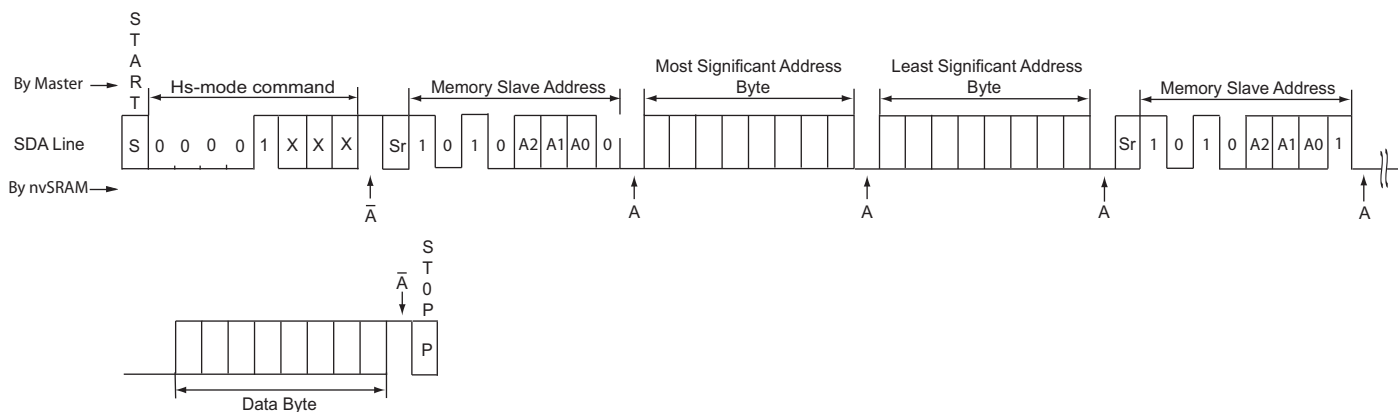 START
By Master
Hs-mode command
Memory Slave Address
Most Significant Address
Byte
Least Significant Address
Byte
Memory Slave Address
SDA Line
S 0 0 0 0 1 X X X Sr 1 0 1 0 A2 A1 A0 0 Sr 1 0 1 0 A2 A1 A0 1
By nvSRAM
A̅ A A A A
A̅
ST0P
P
Data Byte